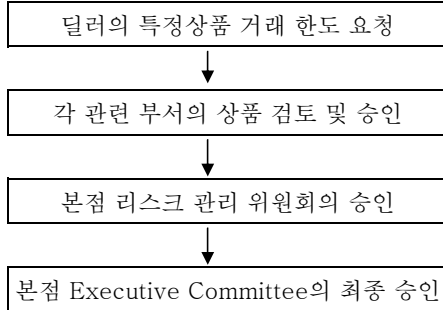 딜러의 특정상품 거래 한도 요청
각 관련 부서의 상품 검토 및 승인
본점 리스크 관리 위원회의 승인
본점 Executive Committee의 최종 승인